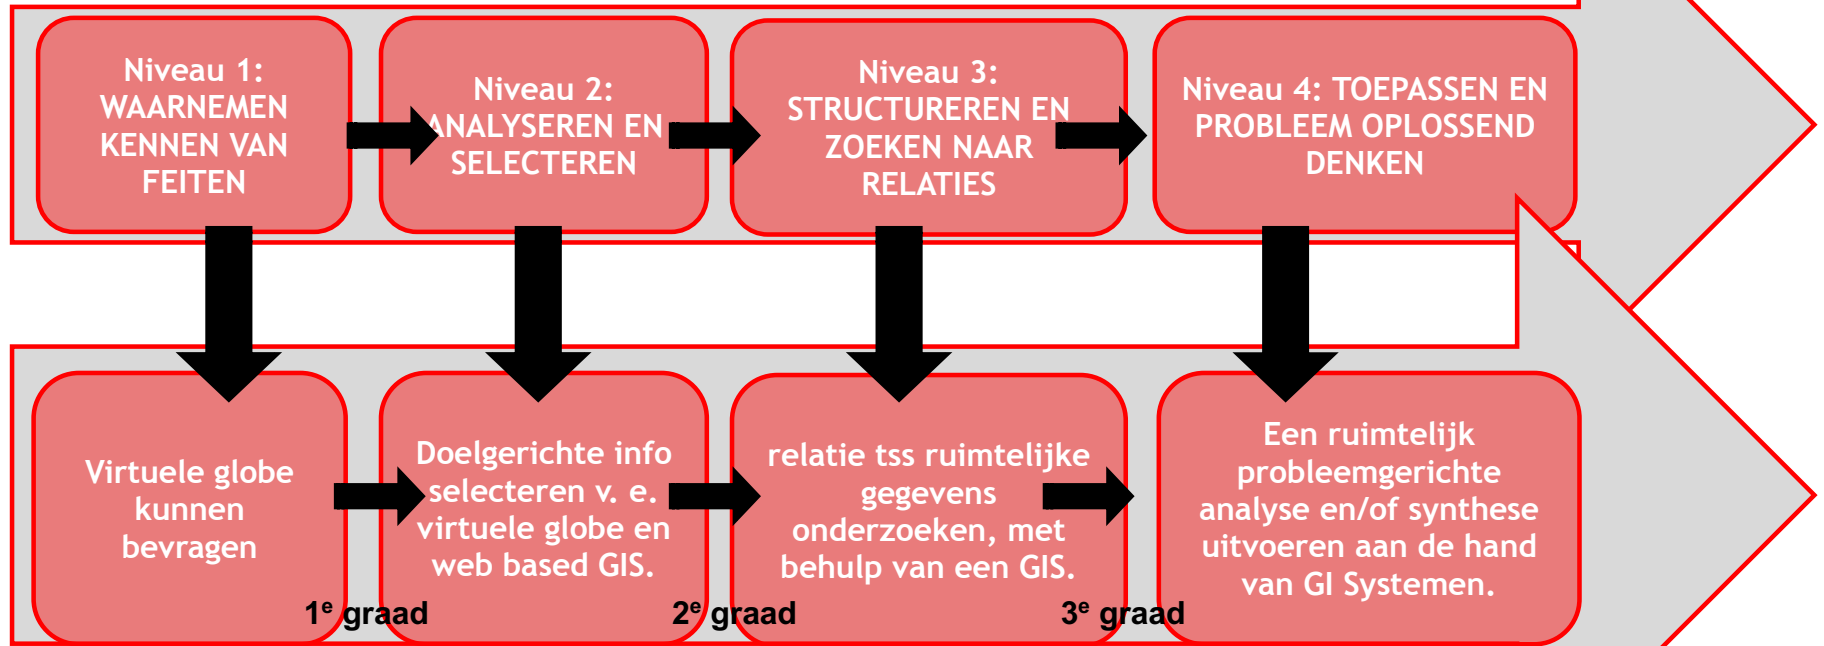 Niveau 1:
WAARNEMEN
KENNEN VAN
FEITEN
Niveau 2:
ANALYSEREN EN
SELECTEREN
Niveau 3:
STRUCTUREREN EN
ZOEKEN NAAR
RELATIES
Niveau 4: TOEPASSEN EN
PROBLEEM OPLOSSEND
DENKEN
Virtuele globe
kunnen
bevragen
Doelgerichte info
selecteren v. e.
virtuele globe en
web based GIS.
relatie tss ruimtelijke
gegevens
onderzoeken, met
behulp van een GIS.
Een ruimtelijk
probleemgerichte
analyse en/of synthese
uitvoeren aan de hand
van GI Systemen.
1e graad
2e graad
3e graad